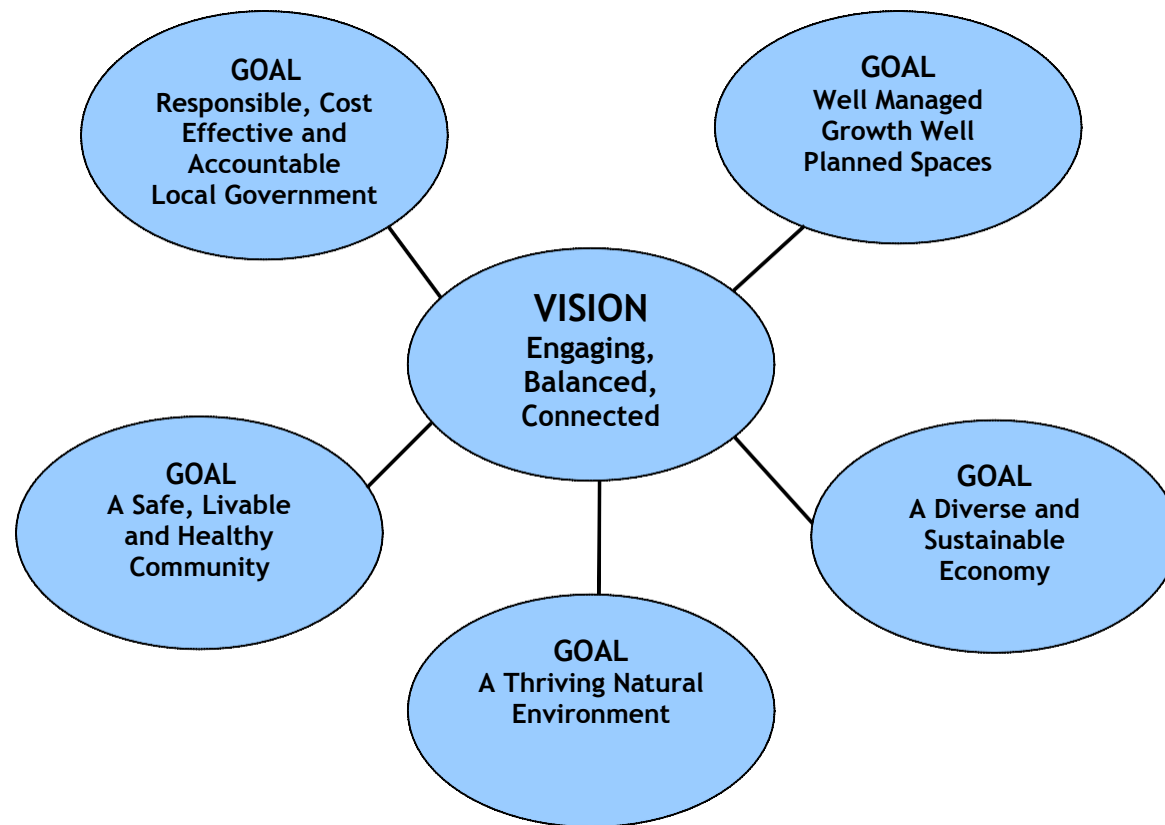 GOAL
Responsible, Cost
Effective and
Accountable
Local Government
GOAL
Well Managed
Growth Well
Planned Spaces
VISION
Engaging,
Balanced,
Connected
GOAL
A Safe, Livable
and Healthy
Community
GOAL
A Diverse and
Sustainable
Economy
GOAL
A Thriving Natural
Environment